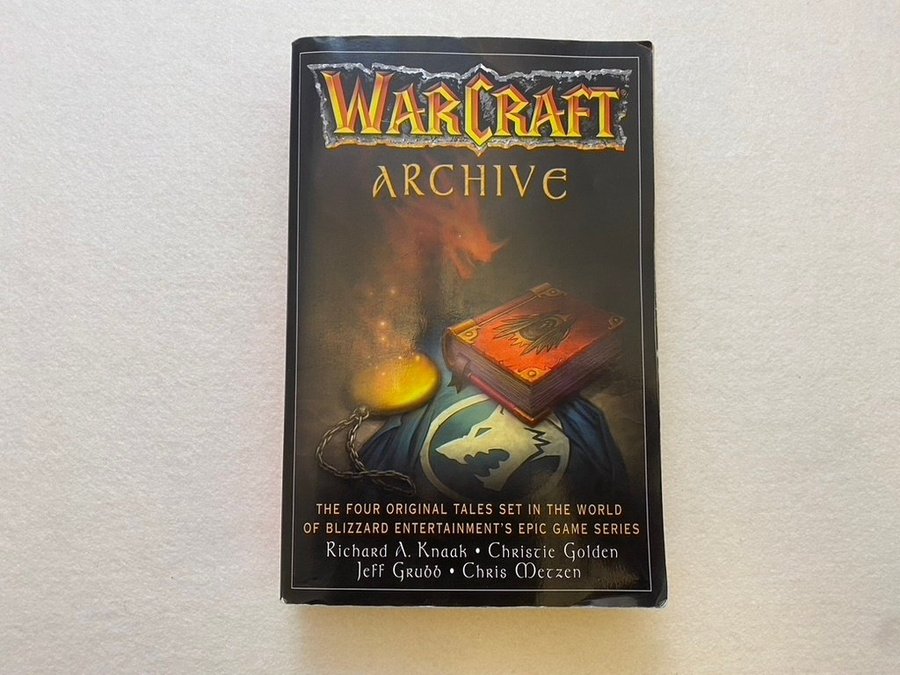 WARCRAFT®
ARCHIVE
THE FOUR ORIGINAL TALES SET IN THE WORLD
OF BLIZZARD ENTERTAINMENT'S EPIC GAME SERIES
Richard A. Knaak • Christie Golden
Jeff Grubb • Chris Metzen